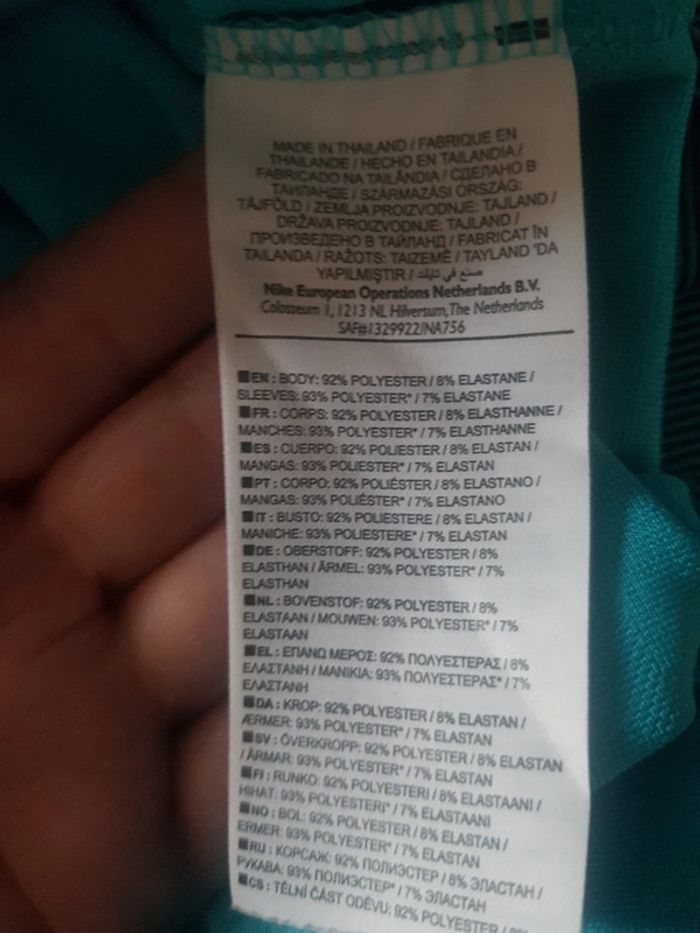 MADE IN THAILAND / FABRIQUE EN
THAILANDE / HECHO EN TAILANDIA /
FABRICADO NA TAILÂNDIA / СДЕЛАНО В
ТАИЛАНДЕ / SZÁRMAZÁSI ORSZÁG:
TÁJFÖLD / ZEMLJA PROIZVODNJE: TAJLAND /
DRŽAVA PROIZVODNJE: TAJLAND /
ПРОИЗВЕДЕНО В ТАЙЛАНД / FABRICAT ÎN
TAILANDA / RAŽOTS: TAIZEMĒ / TAYLAND 'DA
YAPILMIŞTIR / صنع في تايلاند
Nike European Operations Netherlands B.V.
Colosseum 1, 1213 NL Hilversum, The Netherlands
SAF#1329922/NA756
EN : BODY: 92% POLYESTER / 8% ELASTANE /
SLEEVES: 93% POLYESTER* / 7% ELASTANE
FR : CORPS: 92% POLYESTER / 8% ELASTHANNE /
MANCHES: 93% POLYESTER* / 7% ELASTHANNE
ES : CUERPO: 92% POLIESTER / 8% ELASTAN /
MANGAS: 93% POLIESTER* / 7% ELASTAN
PT : CORPO: 92% POLIÉSTER / 8% ELASTANO /
MANGAS: 93% POLIÉSTER* / 7% ELASTANO
IT : BUSTO: 92% POLIESTERE / 8% ELASTAN /
MANICHE: 93% POLIESTERE* / 7% ELASTAN
DE : OBERSTOFF: 92% POLYESTER / 8%
ELASTHAN / ÄRMEL: 93% POLYESTER* / 7%
ELASTHAN
NL : BOVENSTOF: 92% POLYESTER / 8%
ELASTAAN / MOUWEN: 93% POLYESTER* / 7%
ELASTAAN
EL : ΕΠΑΝΩ ΜΕΡΟΣ: 92% ΠΟΛΥΕΣΤΕΡΑΣ / 8%
ΕΛΑΣΤΑΝΗ / ΜΑΝΙΚΙΑ: 93% ΠΟΛΥΕΣΤΕΡΑΣ* / 7%
ΕΛΑΣΤΑΝΗ
DA : KROP: 92% POLYESTER / 8% ELASTAN /
ÆRMER: 93% POLYESTER* / 7% ELASTAN
SV : ÖVERKROPP: 92% POLYESTER / 8% ELASTAN
/ ÄRMAR: 93% POLYESTER* / 7% ELASTAN
FI : RUNKO: 92% POLYESTERI / 8% ELASTAANI /
HIHAT: 93% POLYESTERI* / 7% ELASTAANI
NO : BOL: 92% POLYESTER / 8% ELASTAN /
ERMER: 93% POLYESTER* / 7% ELASTAN
RU : КОРСАЖ: 92% ПОЛИЭСТЕР / 8% ЭЛАСТАН /
РУКАВА: 93% ПОЛИЭСТЕР* / 7% ЭЛАСТАН
CS : TĚLNÍ ČÁST ODĚVU: 92% POLYESTER / 8%